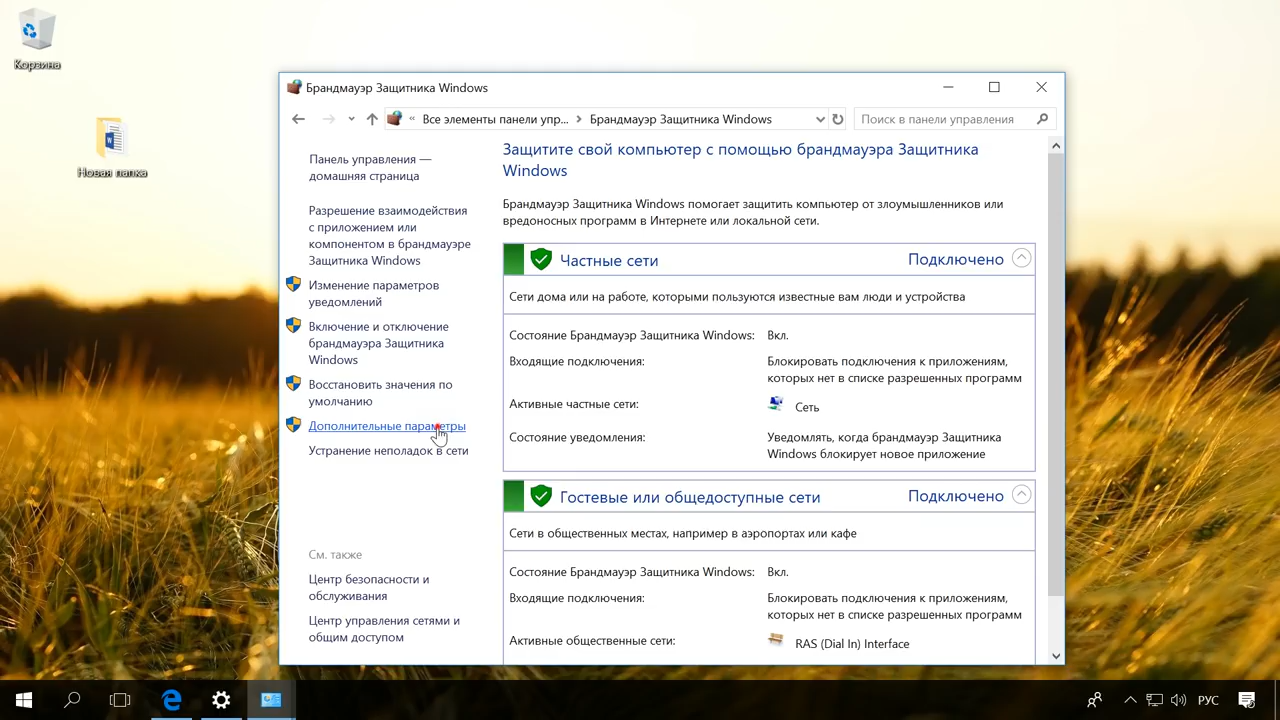 Корзина
Новая папка
Брандмауэр Защитника Windows
« Все элементы панели упр... > Брандмауэр Защитника Windows
Поиск в панели управления
Панель управления —
домашняя страница
Разрешение взаимодействия
с приложением или
компонентом в брандмауэре
Защитника Windows
Изменение параметров
уведомлений
Включение и отключение
брандмауэра Защитника
Windows
Восстановить значения по
умолчанию
Дополнительные параметры
Устранение неполадок в сети
См. также
Центр безопасности и
обслуживания
Центр управления сетями и
общим доступом
Защитите свой компьютер с помощью брандмауэра Защитника
Windows
Брандмауэр Защитника Windows помогает защитить компьютер от злоумышленников или
вредоносных программ в Интернете или локальной сети.
Частные сети Подключено
Сети дома или на работе, которыми пользуются известные вам люди и устройства
Состояние Брандмауэр Защитника Windows: Вкл.
Входящие подключения: Блокировать подключения к приложениям,
которых нет в списке разрешенных программ
Активные частные сети: Сеть
Состояние уведомления: Уведомлять, когда брандмауэр Защитника
Windows блокирует новое приложение
Гостевые или общедоступные сети Подключено
Сети в общественных местах, например в аэропортах или кафе
Состояние Брандмауэр Защитника Windows: Вкл.
Входящие подключения: Блокировать подключения к приложениям,
которых нет в списке разрешенных программ
Активные общественные сети: RAS (Dial In) Interface
РУС